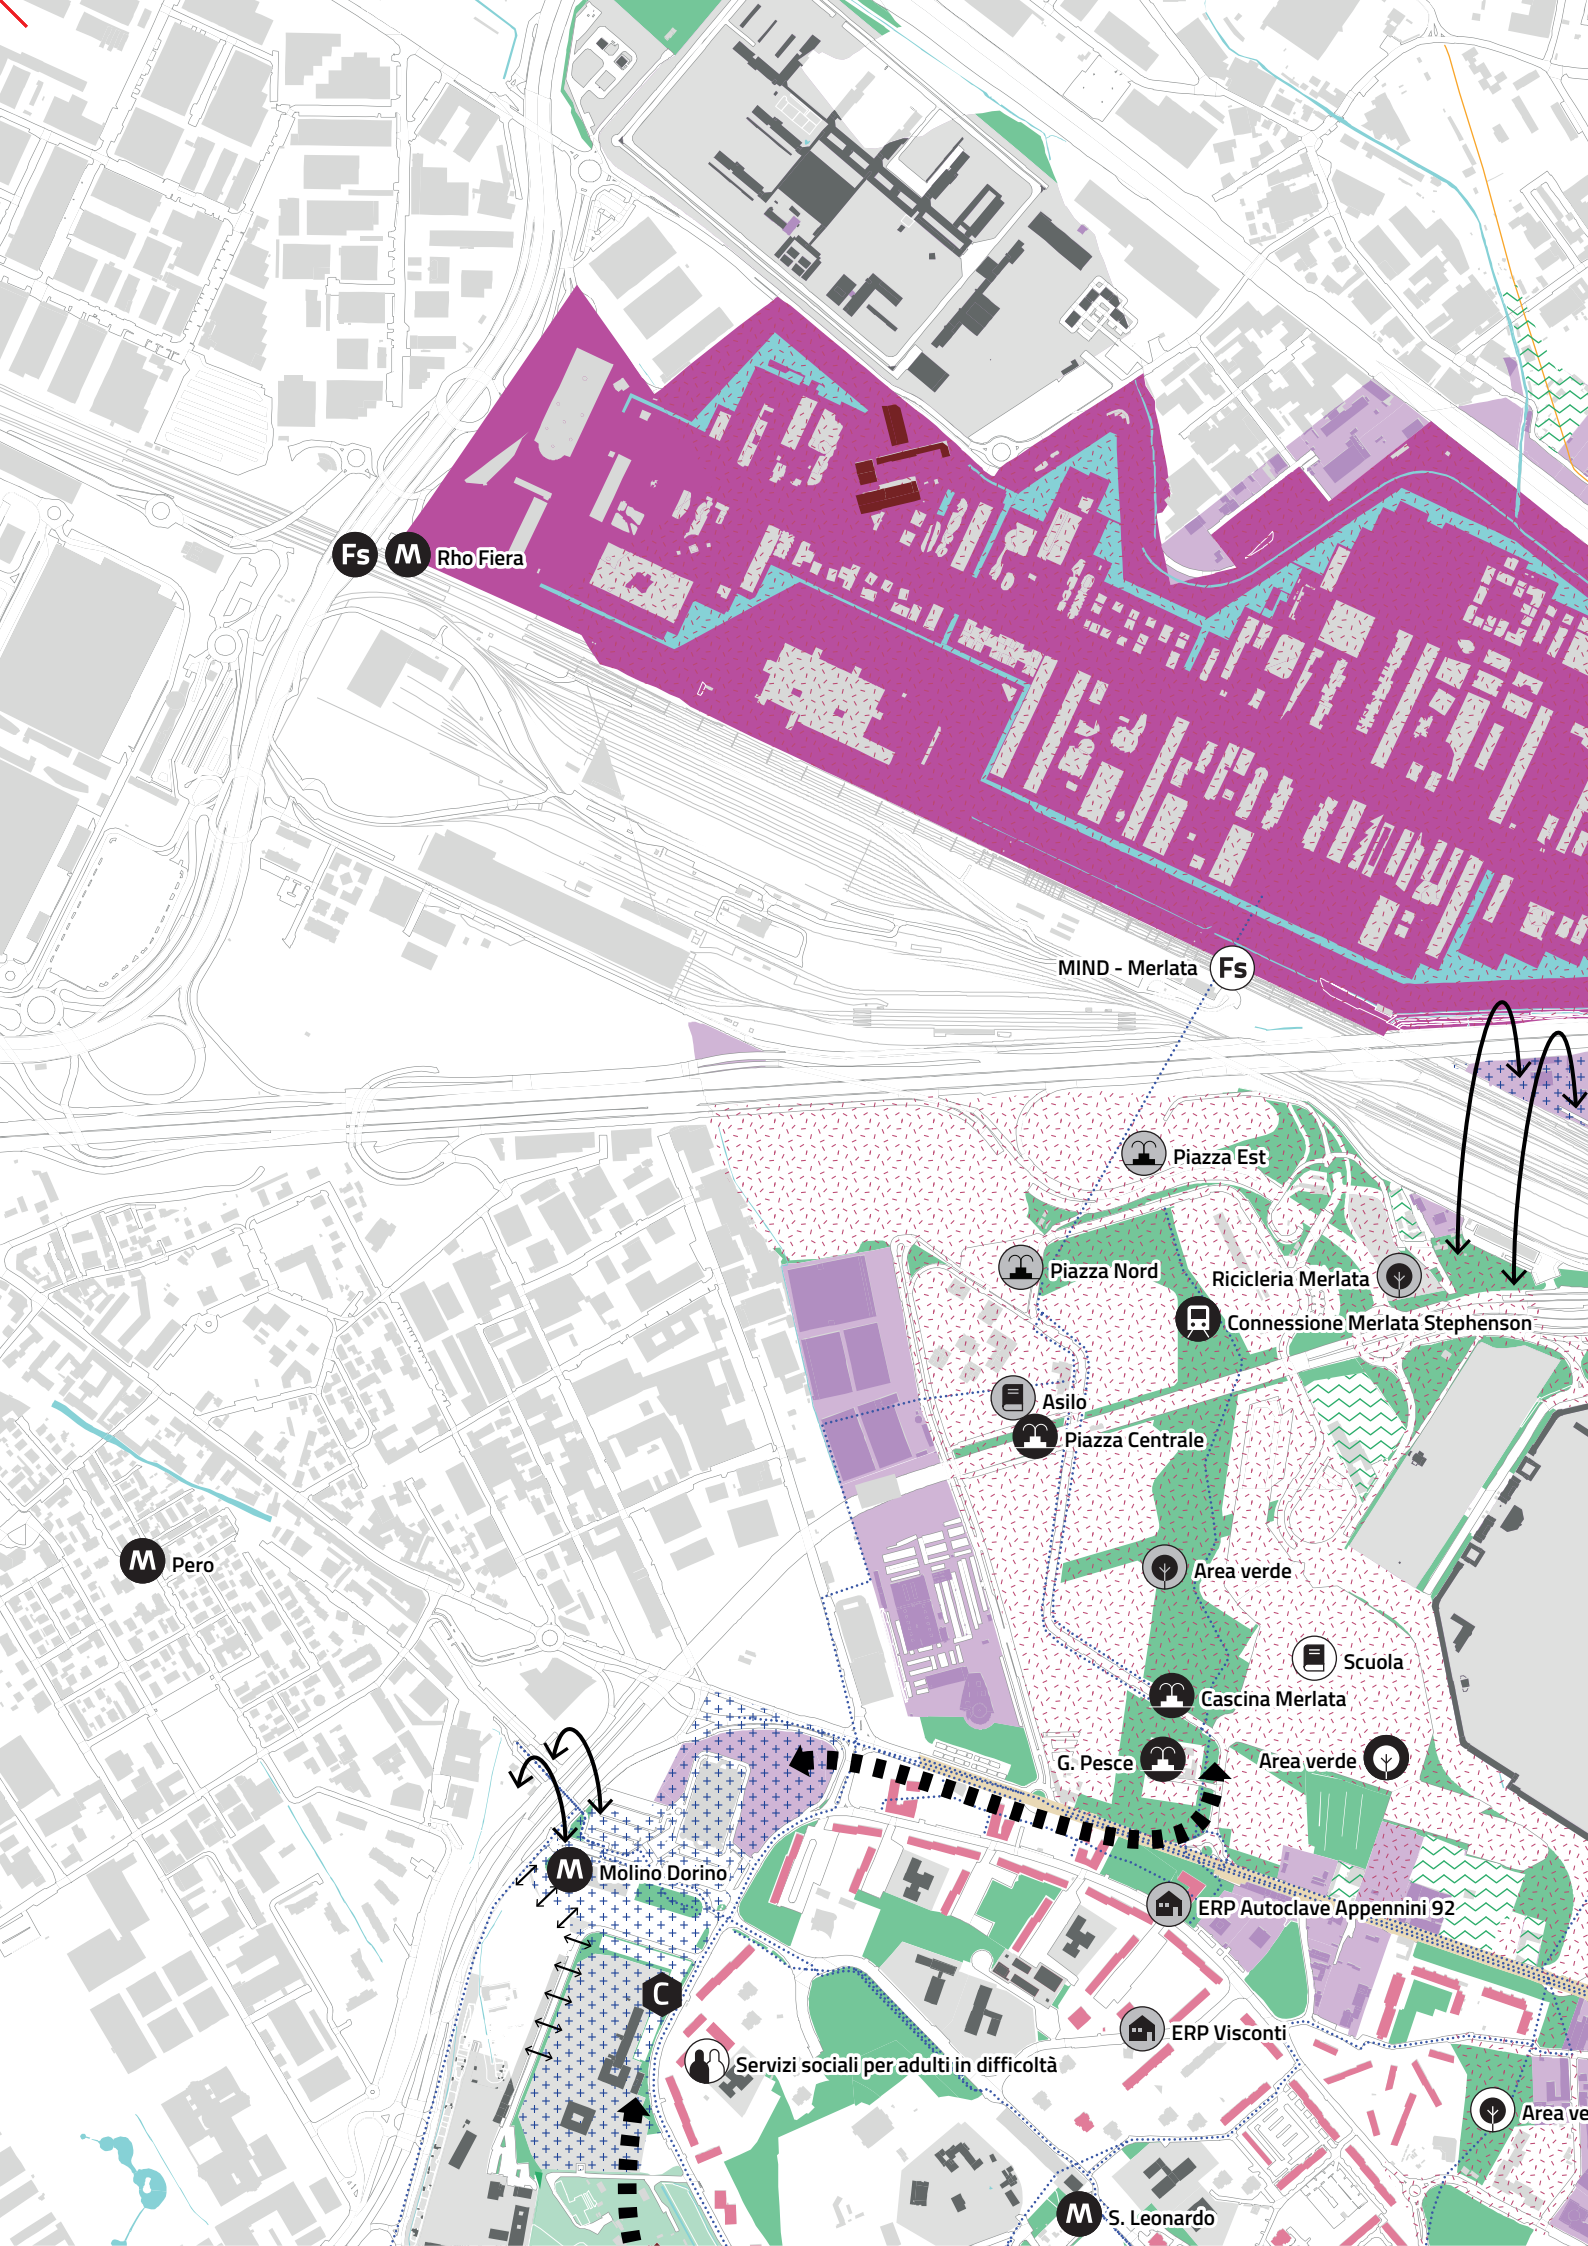 Fs M Rho Fiera
MIND - Merlata Fs
Piazza Est
Piazza Nord
Ricicleria Merlata
Connessione Merlata Stephenson
Asilo
Piazza Centrale
M Pero
Area verde
Scuola
Cascina Merlata
G. Pesce
Area verde
M Molino Dorino
ERP Autoclave Appennini 92
C
ERP Visconti
Servizi sociali per adulti in difficoltà
Area ve
M S. Leonardo